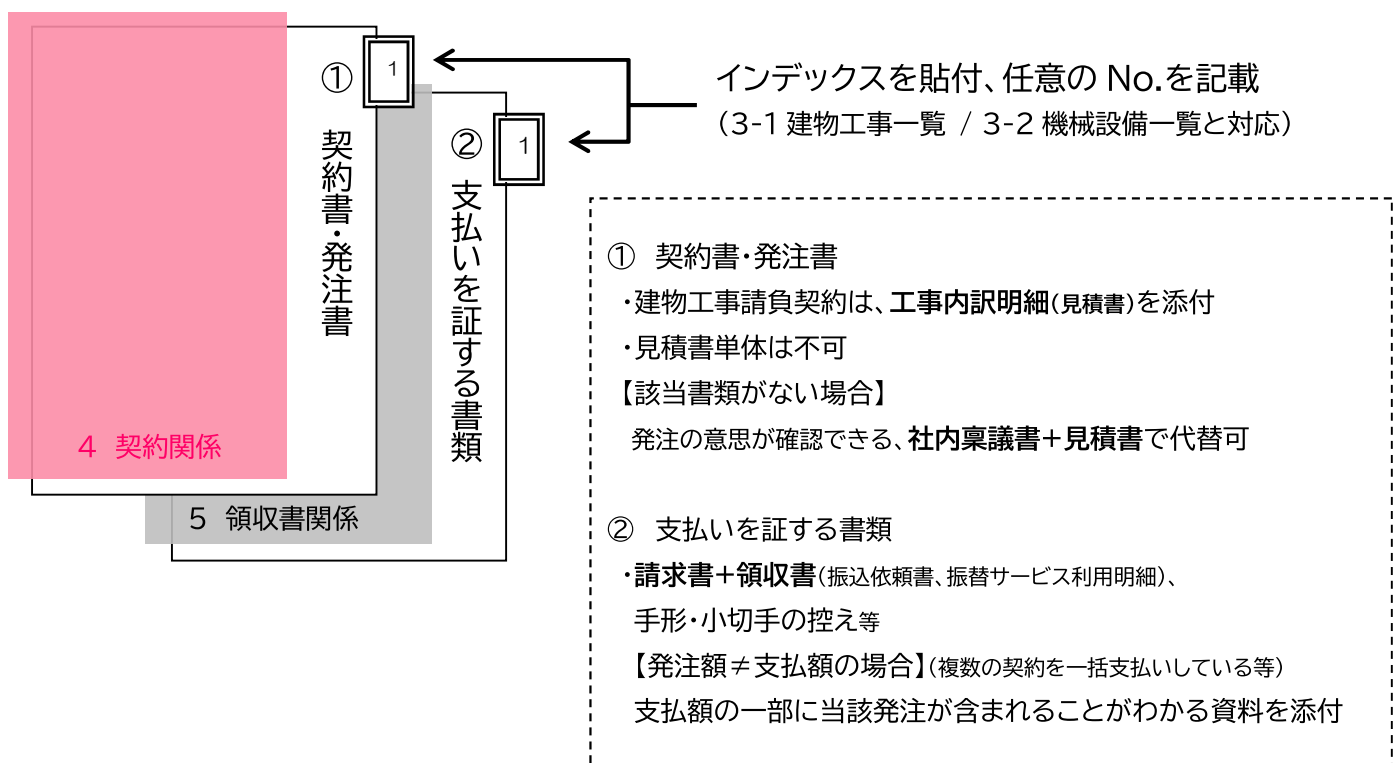 ① 契約書・発注書
1
4 契約関係
② 支払いを証する書類
1
5 領収書関係
インデックスを貼付、任意の No.を記載
（3-1 建物工事一覧 / 3-2 機械設備一覧と対応）
① 契約書・発注書
・建物工事請負契約は、工事内訳明細(見積書)を添付
・見積書単体は不可
【該当書類がない場合】
発注の意思が確認できる、社内稟議書+見積書で代替可
② 支払いを証する書類
・請求書+領収書（振込依頼書、振替サービス利用明細）、
手形・小切手の控え等
【発注額≠支払額の場合】（複数の契約を一括支払いしている等）
支払額の一部に当該発注が含まれることがわかる資料を添付